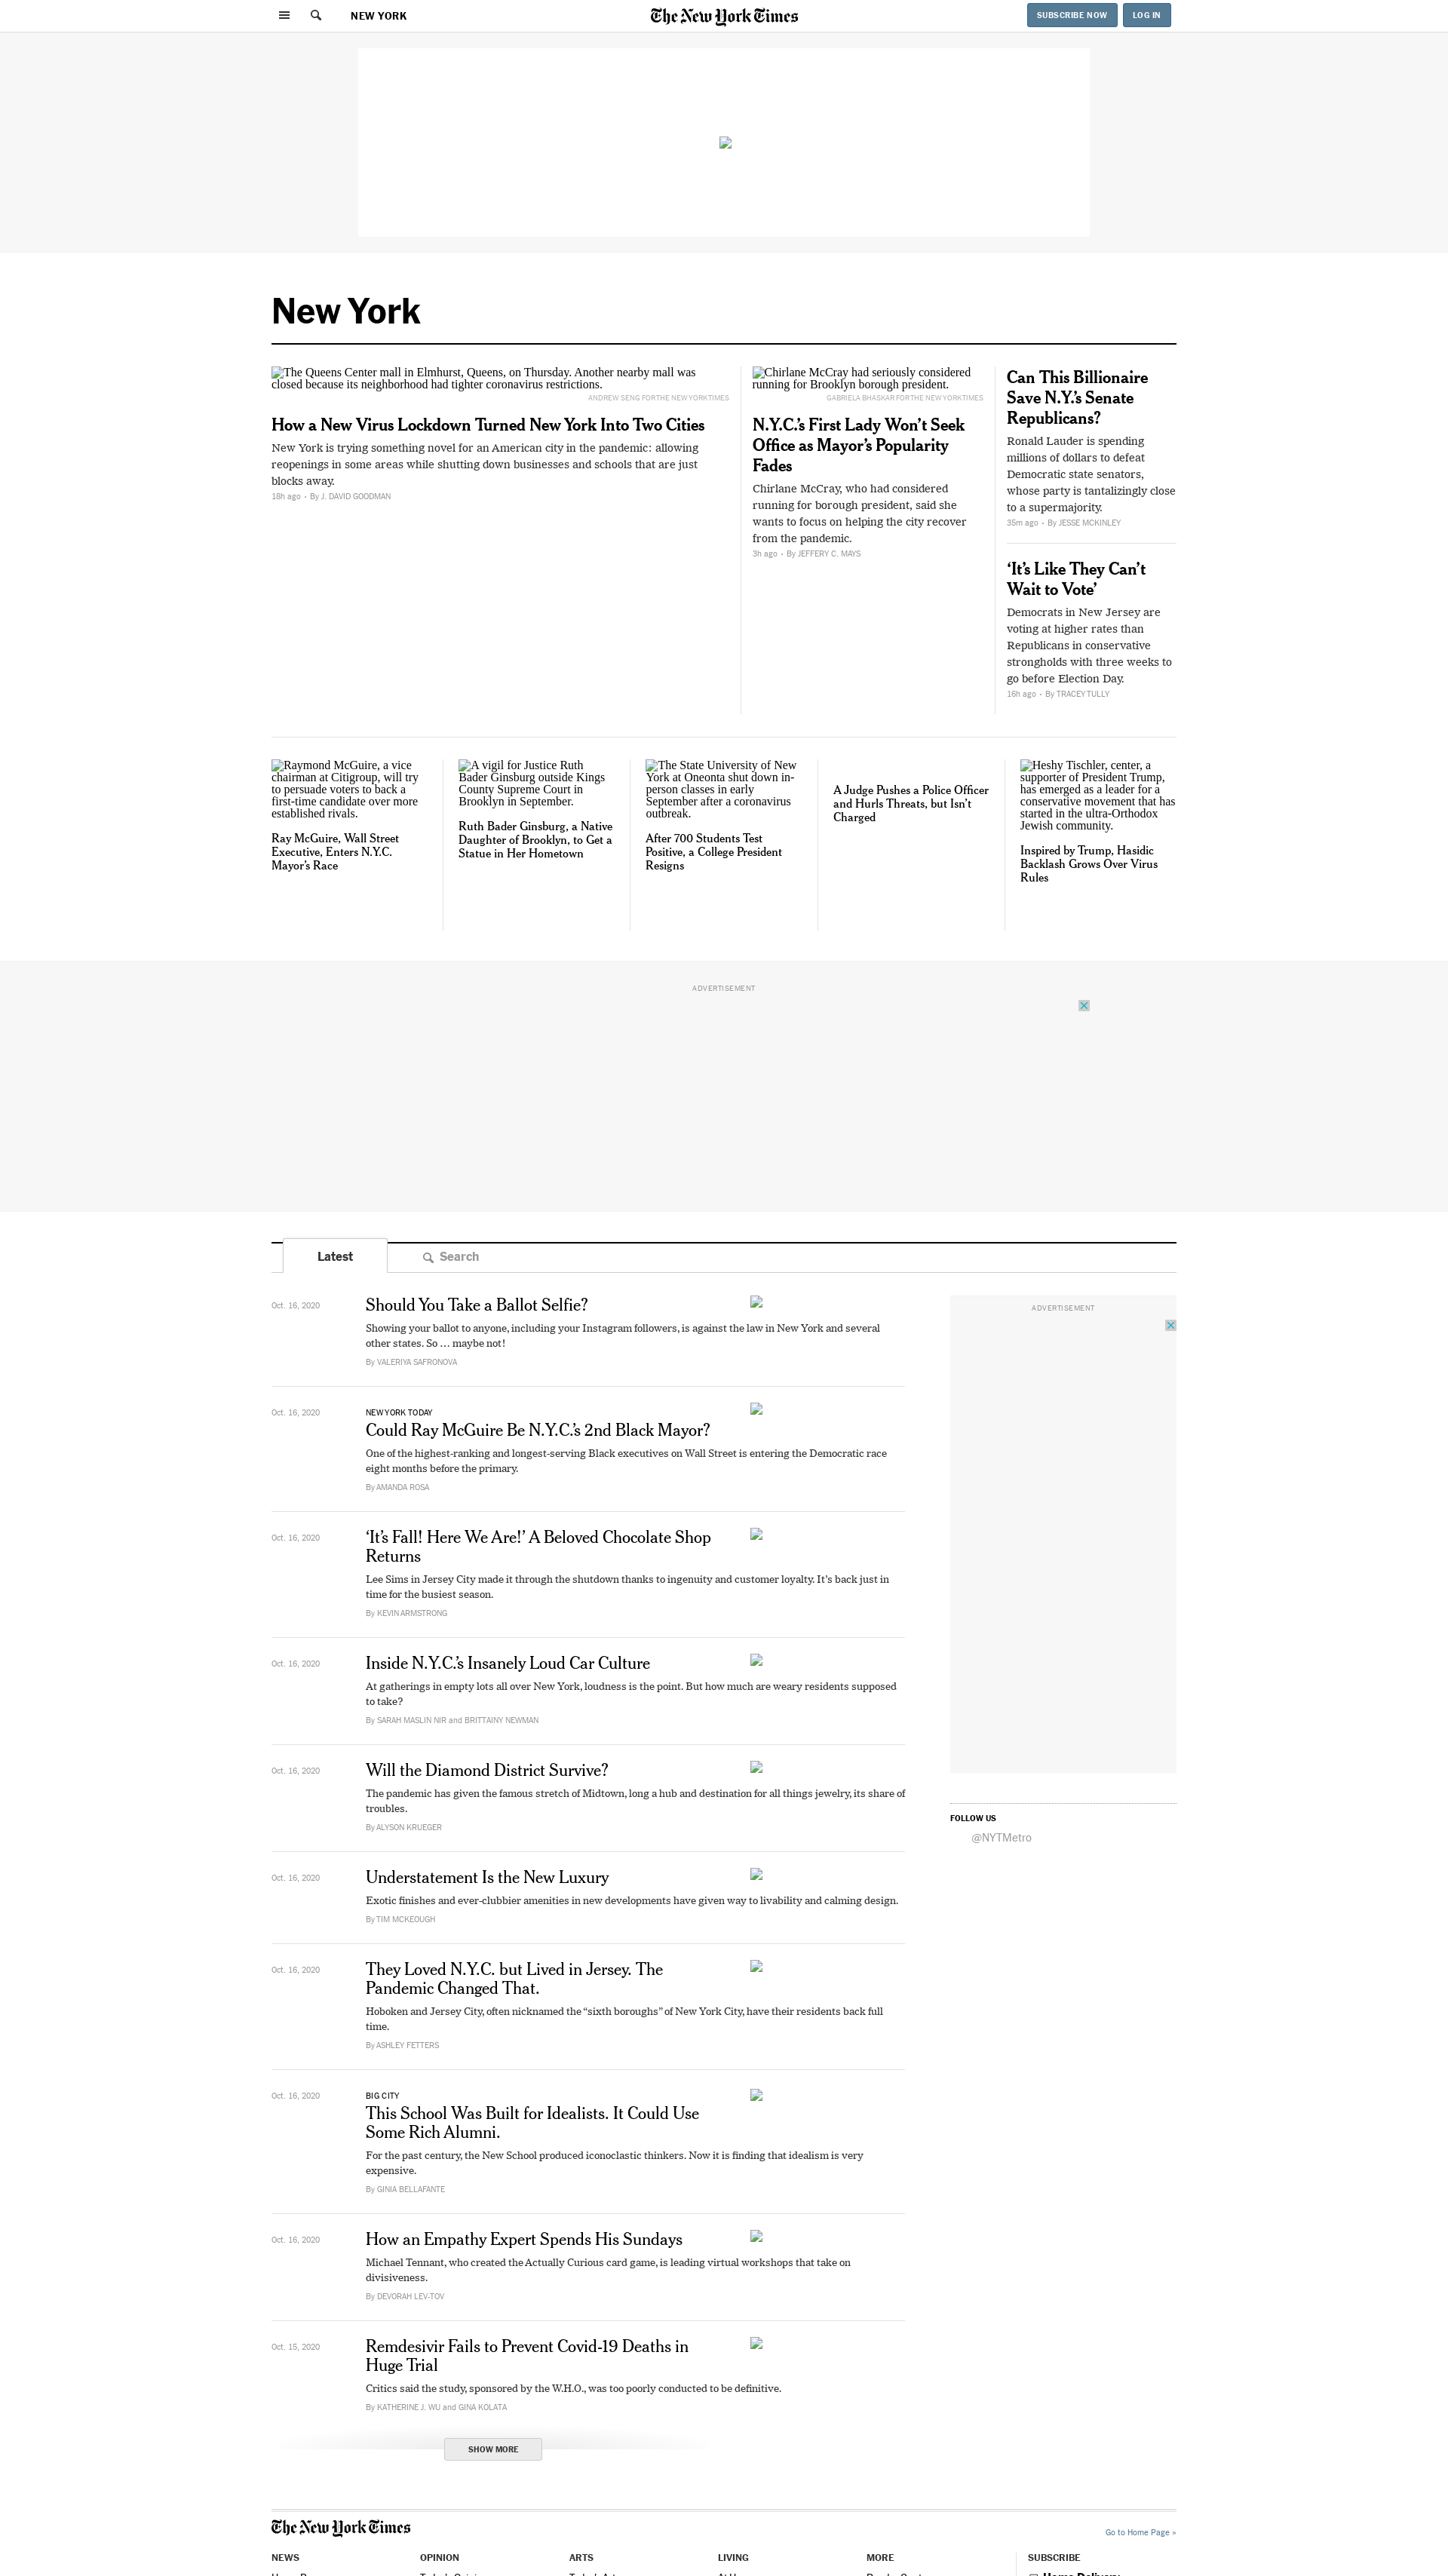 NEW YORK
The New York Times
SUBSCRIBE NOW
LOG IN
New York
The Queens Center mall in Elmhurst, Queens, on Thursday. Another nearby mall was
closed because its neighborhood had tighter coronavirus restrictions.
ANDREW SENG FOR THE NEW YORK TIMES
How a New Virus Lockdown Turned New York Into Two Cities
New York is trying something novel for an American city in the pandemic: allowing
reopenings in some areas while shutting down businesses and schools that are just
blocks away.
18h ago • By J. DAVID GOODMAN
Chirlane McCray had seriously considered
running for Brooklyn borough president.
GABRIELA BHASKAR FOR THE NEW YORK TIMES
N.Y.C.’s First Lady Won’t Seek
Office as Mayor’s Popularity
Fades
Chirlane McCray, who had considered
running for borough president, said she
wants to focus on helping the city recover
from the pandemic.
3h ago • By JEFFERY C. MAYS
Can This Billionaire
Save N.Y.’s Senate
Republicans?
Ronald Lauder is spending
millions of dollars to defeat
Democratic state senators,
whose party is tantalizingly close
to a supermajority.
35m ago • By JESSE MCKINLEY
‘It’s Like They Can’t
Wait to Vote’
Democrats in New Jersey are
voting at higher rates than
Republicans in conservative
strongholds with three weeks to
go before Election Day.
16h ago • By TRACEY TULLY
Raymond McGuire, a vice
chairman at Citigroup, will try
to persuade voters to back a
first-time candidate over more
established rivals.
Ray McGuire, Wall Street
Executive, Enters N.Y.C.
Mayor’s Race
A vigil for Justice Ruth
Bader Ginsburg outside Kings
County Supreme Court in
Brooklyn in September.
Ruth Bader Ginsburg, a Native
Daughter of Brooklyn, to Get a
Statue in Her Hometown
The State University of New
York at Oneonta shut down in-
person classes in early
September after a coronavirus
outbreak.
After 700 Students Test
Positive, a College President
Resigns
A Judge Pushes a Police Officer
and Hurls Threats, but Isn’t
Charged
Heshy Tischler, center, a
supporter of President Trump,
has emerged as a leader for a
conservative movement that has
started in the ultra-Orthodox
Jewish community.
Inspired by Trump, Hasidic
Backlash Grows Over Virus
Rules
ADVERTISEMENT
Latest
Search
Oct. 16, 2020
Should You Take a Ballot Selfie?
Showing your ballot to anyone, including your Instagram followers, is against the law in New York and several
other states. So … maybe not!
By VALERIYA SAFRONOVA
ADVERTISEMENT
Oct. 16, 2020
NEW YORK TODAY
Could Ray McGuire Be N.Y.C.’s 2nd Black Mayor?
One of the highest-ranking and longest-serving Black executives on Wall Street is entering the Democratic race
eight months before the primary.
By AMANDA ROSA
Oct. 16, 2020
‘It’s Fall! Here We Are!’ A Beloved Chocolate Shop
Returns
Lee Sims in Jersey City made it through the shutdown thanks to ingenuity and customer loyalty. It’s back just in
time for the busiest season.
By KEVIN ARMSTRONG
Oct. 16, 2020
Inside N.Y.C.’s Insanely Loud Car Culture
At gatherings in empty lots all over New York, loudness is the point. But how much are weary residents supposed
to take?
By SARAH MASLIN NIR and BRITTAINY NEWMAN
Oct. 16, 2020
Will the Diamond District Survive?
The pandemic has given the famous stretch of Midtown, long a hub and destination for all things jewelry, its share of
troubles.
By ALYSON KRUEGER
FOLLOW US
@NYTMetro
Oct. 16, 2020
Understatement Is the New Luxury
Exotic finishes and ever-clubbier amenities in new developments have given way to livability and calming design.
By TIM MCKEOUGH
Oct. 16, 2020
They Loved N.Y.C. but Lived in Jersey. The
Pandemic Changed That.
Hoboken and Jersey City, often nicknamed the “sixth boroughs” of New York City, have their residents back full
time.
By ASHLEY FETTERS
Oct. 16, 2020
BIG CITY
This School Was Built for Idealists. It Could Use
Some Rich Alumni.
For the past century, the New School produced iconoclastic thinkers. Now it is finding that idealism is very
expensive.
By GINIA BELLAFANTE
Oct. 16, 2020
How an Empathy Expert Spends His Sundays
Michael Tennant, who created the Actually Curious card game, is leading virtual workshops that take on
divisiveness.
By DEVORAH LEV-TOV
Oct. 15, 2020
Remdesivir Fails to Prevent Covid-19 Deaths in
Huge Trial
Critics said the study, sponsored by the W.H.O., was too poorly conducted to be definitive.
By KATHERINE J. WU and GINA KOLATA
SHOW MORE
The New York Times
Go to Home Page »
NEWS
OPINION
ARTS
LIVING
MORE
SUBSCRIBE